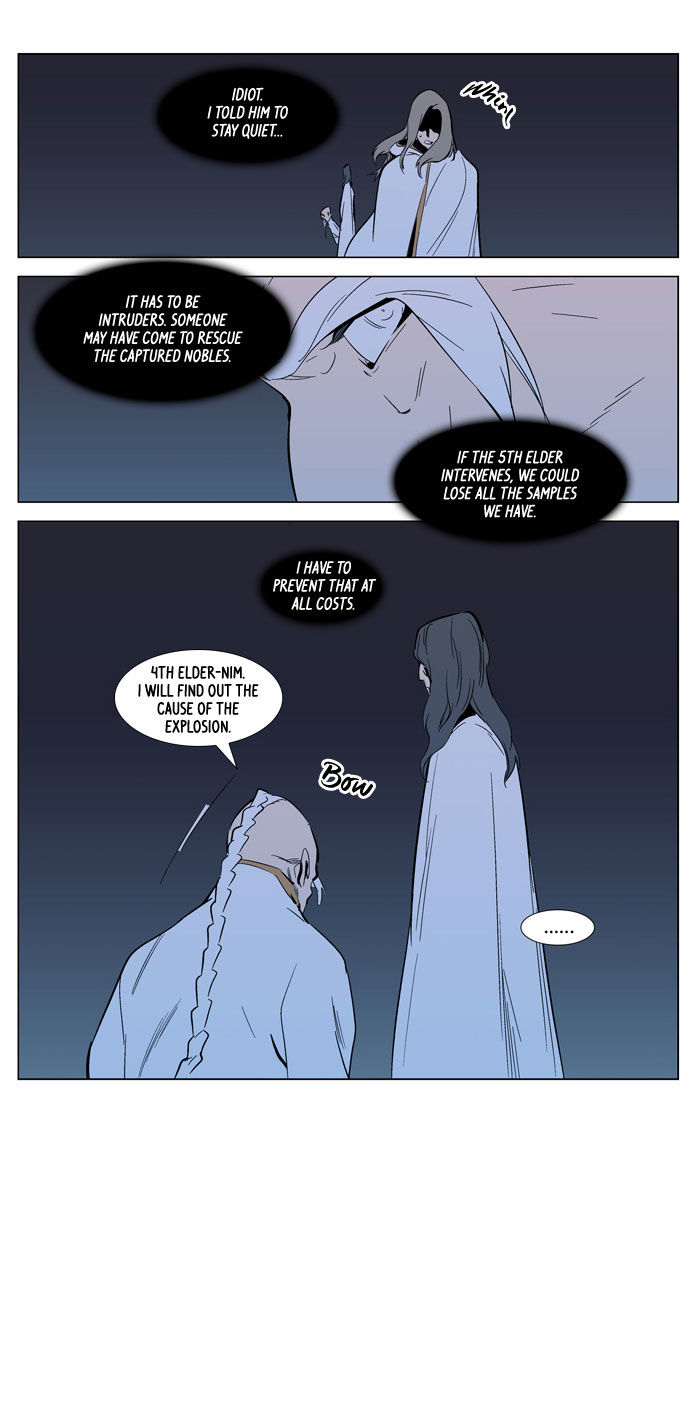 IDIOT.
I TOLD HIM TO
STAY QUIET...
Whirl
IT HAS TO BE
INTRUDERS. SOMEONE
MAY HAVE COME TO RESCUE
THE CAPTURED NOBLES.
IF THE 5TH ELDER
INTERVENES, WE COULD
LOSE ALL THE SAMPLES
WE HAVE.
I HAVE TO
PREVENT THAT AT
ALL COSTS.
4TH ELDER-NIM.
I WILL FIND OUT THE
CAUSE OF THE
EXPLOSION.
Bow
......